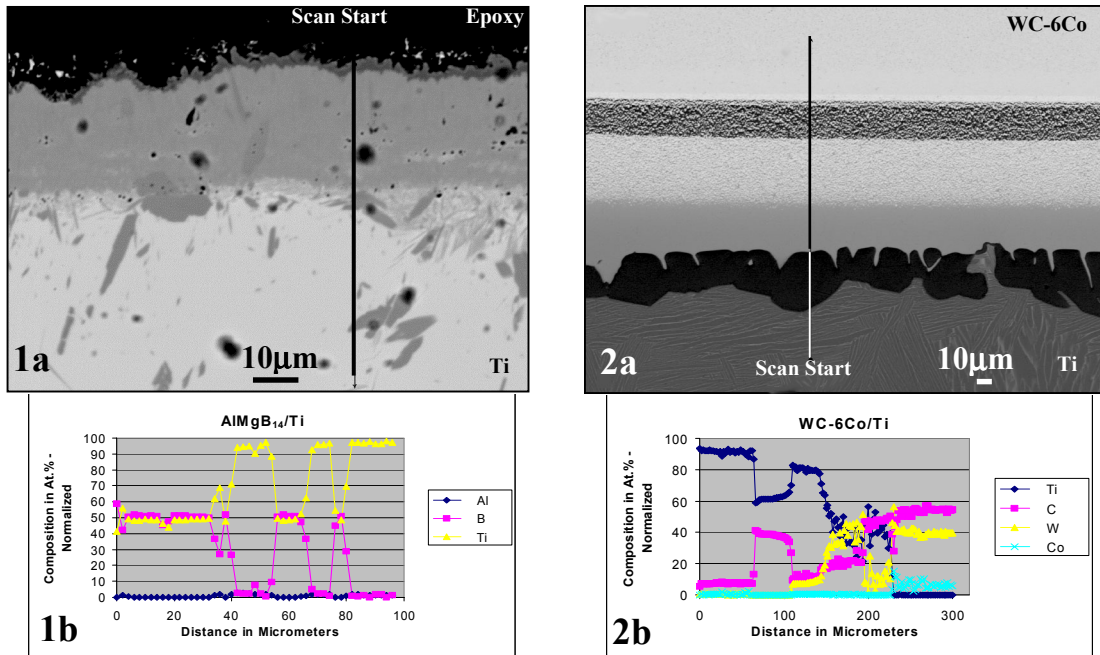 Scan Start
Epoxy
1a
10μm
Ti
WC-6Co
Scan Start
2a
10μm
Ti
AlMgB14/Ti
Composition in At.% - Normalized
100
90
80
70
60
50
40
30
20
10
0
0 20 40 60 80 100
Distance in Micrometers
Al
B
Ti
1b
WC-6Co/Ti
Composition in At.% - Normalized
100
80
60
40
20
0
0 100 200 300
Distance in Micrometers
Ti
C
W
Co
2b